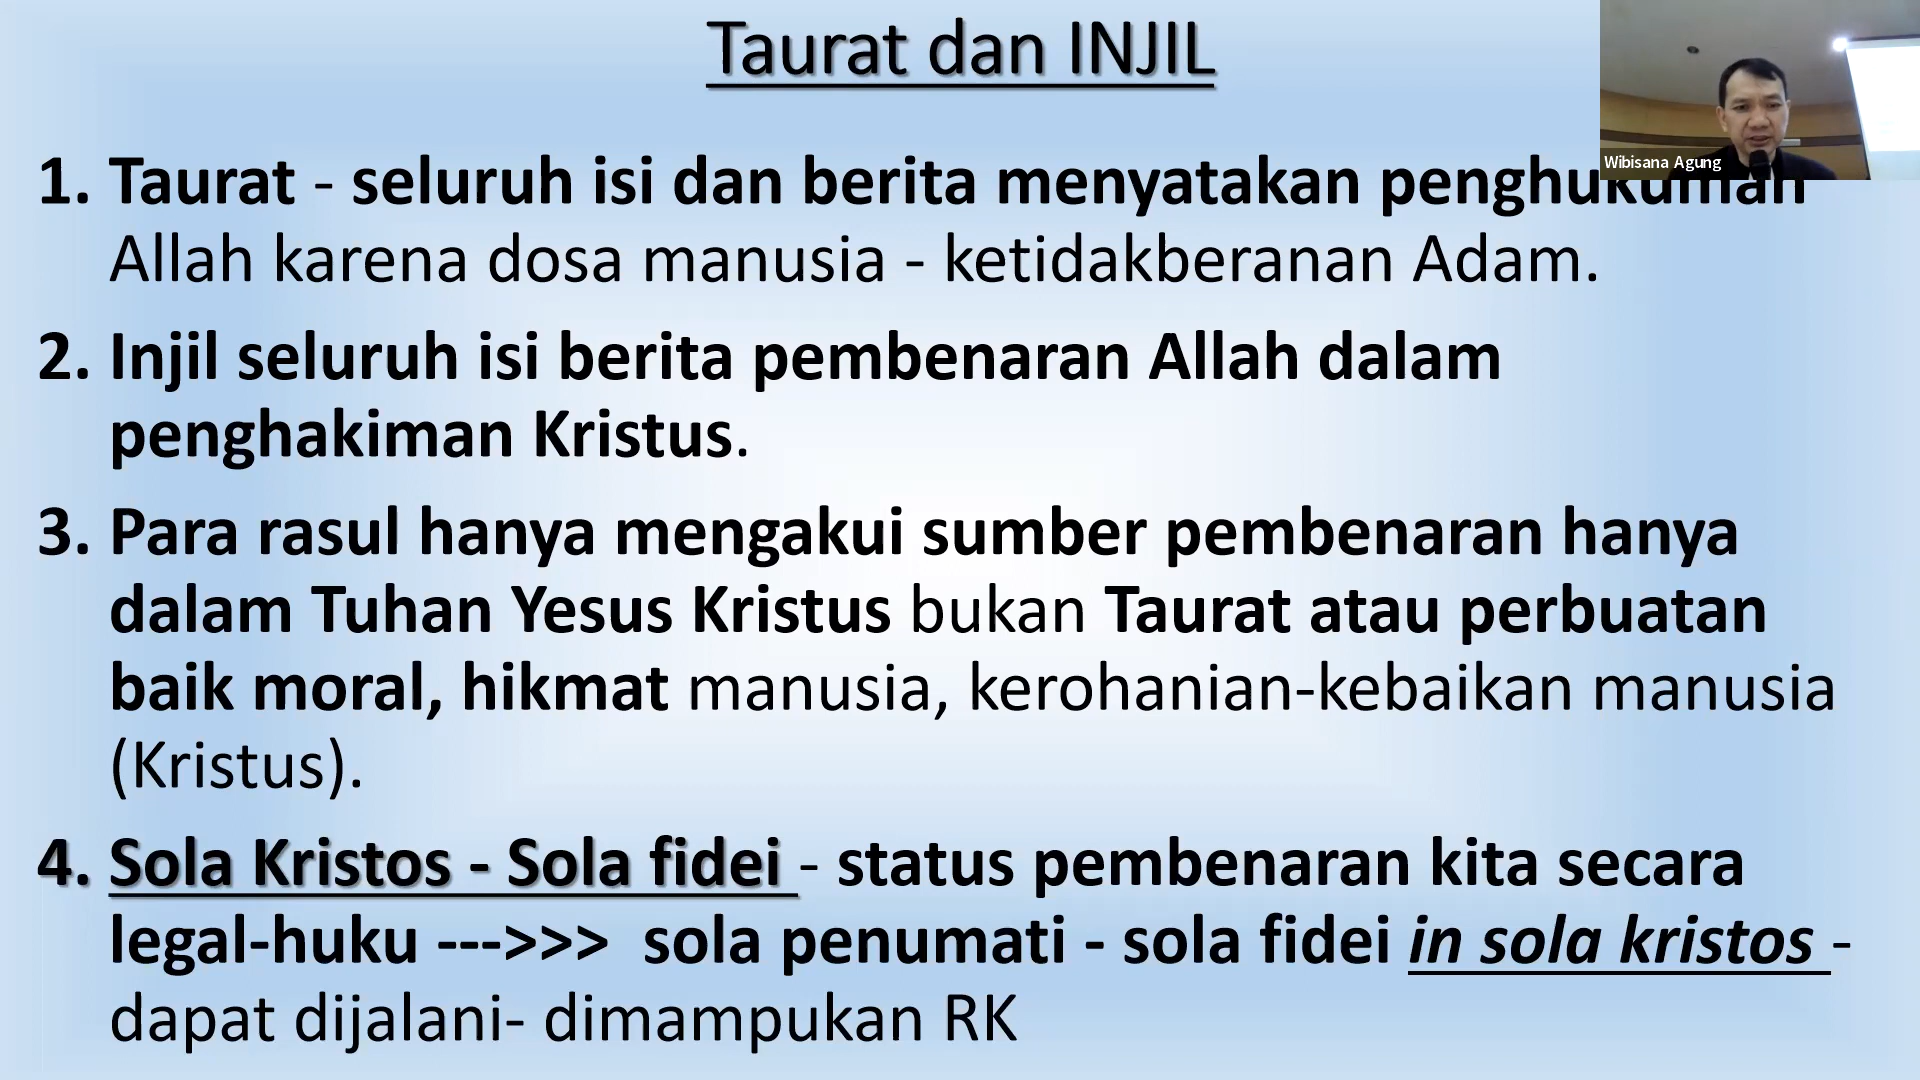 Taurat dan INJIL
Wibisana Agung
1. Taurat - seluruh isi dan berita menyatakan penghukuman
Allah karena dosa manusia - ketidakberanan Adam.
2. Injil seluruh isi berita pembenaran Allah dalam
penghakiman Kristus.
3. Para rasul hanya mengakui sumber pembenaran hanya
dalam Tuhan Yesus Kristus bukan Taurat atau perbuatan
baik moral, hikmat manusia, kerohanian-kebaikan manusia
(Kristus).
4. Sola Kristos - Sola fidei - status pembenaran kita secara
legal-huku --->>> sola penumati - sola fidei in sola kristos -
dapat dijalani- dimampukan RK